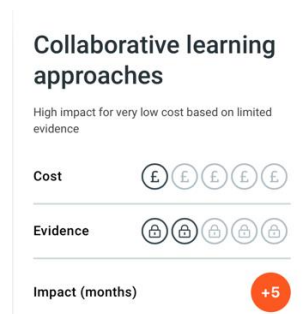 Collaborative learning
approaches
High impact for very low cost based on limited
evidence
Cost £ £ £ £ £
Evidence
Impact (months) +5